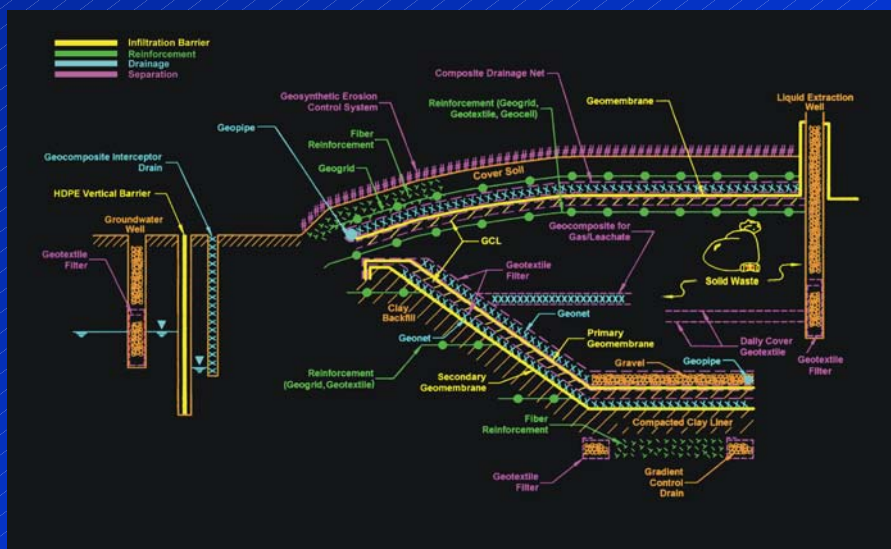 Infiltration Barrier
Reinforcement
Drainage
Separation
Composite Drainage Net
Geosynthetic Erosion
Control System
Reinforcement (Geogrid,
Geotextile, Geocell)
Geomembrane
Liquid Extraction
Well
Geopipe
Fiber
Reinforcement
Geogrid
Cover Soil
Geocomposite Interceptor
Drain
HDPE Vertical Barrier
Groundwater
Well
Geotextile
Filter
GCL
Geocomposite for
Gas/Leachate
Geotextile
Filter
Solid Waste
Clay
Backfill
Geonet
Geonet
Primary
Geomembrane
Daily Cover
Geotextile
Geotextile
Filter
Gravel
Geopipe
Reinforcement
(Geogrid,Geotextile)
Secondary
Geomembrane
Compacted Clay Liner
Fiber
Reinforcement
Geotextile
Filter
Gradient
Control
Drain